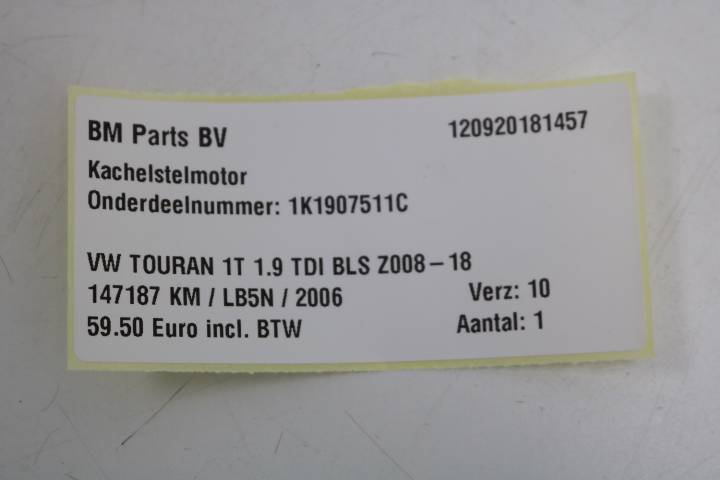 BM Parts BV 120920181457
Kachelstelmotor
Onderdeelnummer: 1K1907511C
VW TOURAN 1T 1.9 TDI BLS Z008-18
147187 KM / LB5N / 2006 Verz: 10
59.50 Euro incl. BTW Aantal: 1